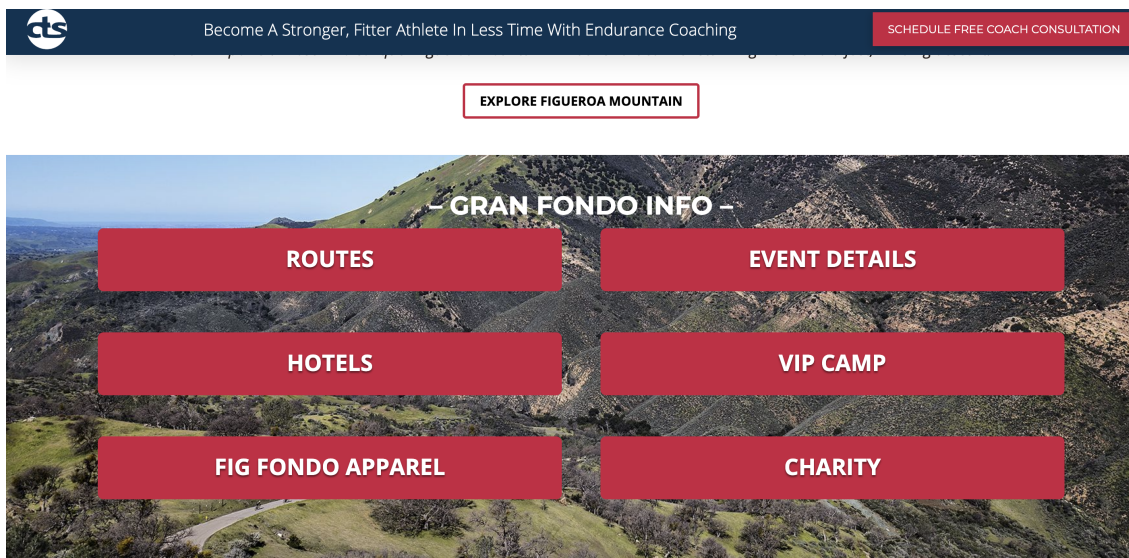 cts
Become A Stronger, Fitter Athlete In Less Time With Endurance Coaching
SCHEDULE FREE COACH CONSULTATION
EXPLORE FIGUEROA MOUNTAIN
– GRAN FONDO INFO –
ROUTES
EVENT DETAILS
HOTELS
VIP CAMP
FIG FONDO APPAREL
CHARITY